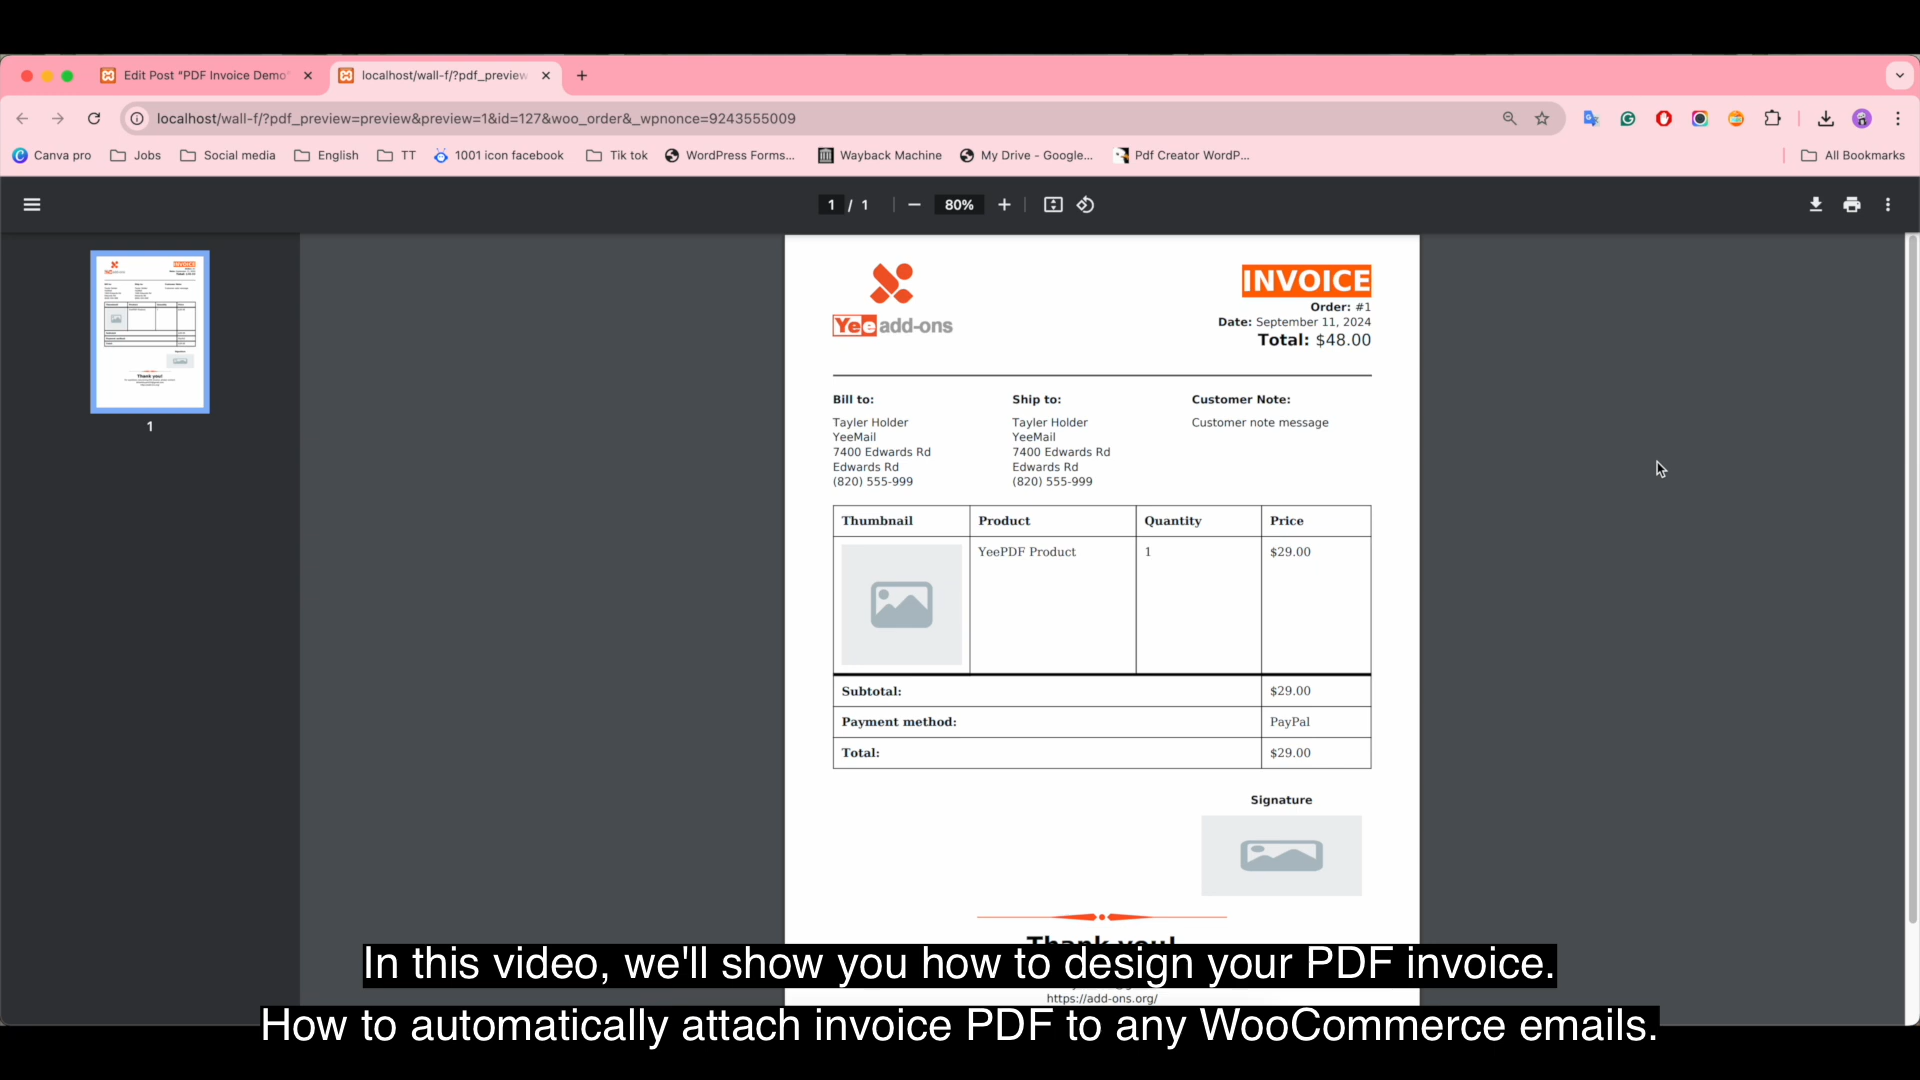 Edit Post "PDF Invoice Demo"
localhost/wall-f/?pdf_preview
localhost/wall-f/?pdf_preview=preview&preview=1&id=127&woo_order&_wpnonce=9243555009
Canva pro
Jobs
Social media
English
TT
1001 icon facebook
Tik tok
WordPress Forms...
Wayback Machine
My Drive - Google...
Pdf Creator WordP...
All Bookmarks
1 / 1
80%
1
Yeeadd-ons
INVOICE
Order: #1
Date: September 11, 2024
Total: $48.00
Bill to:
Tayler Holder
YeeMail
7400 Edwards Rd
Edwards Rd
(820) 555-999
Ship to:
Tayler Holder
YeeMail
7400 Edwards Rd
Edwards Rd
(820) 555-999
Customer Note:
Customer note message
Thumbnail Product Quantity Price
YeePDF Product 1 $29.00
Subtotal: $29.00
Payment method: PayPal
Total: $29.00
Signature
Thank you!
https://add-ons.org/
In this video, we'll show you how to design your PDF invoice.
How to automatically attach invoice PDF to any WooCommerce emails.